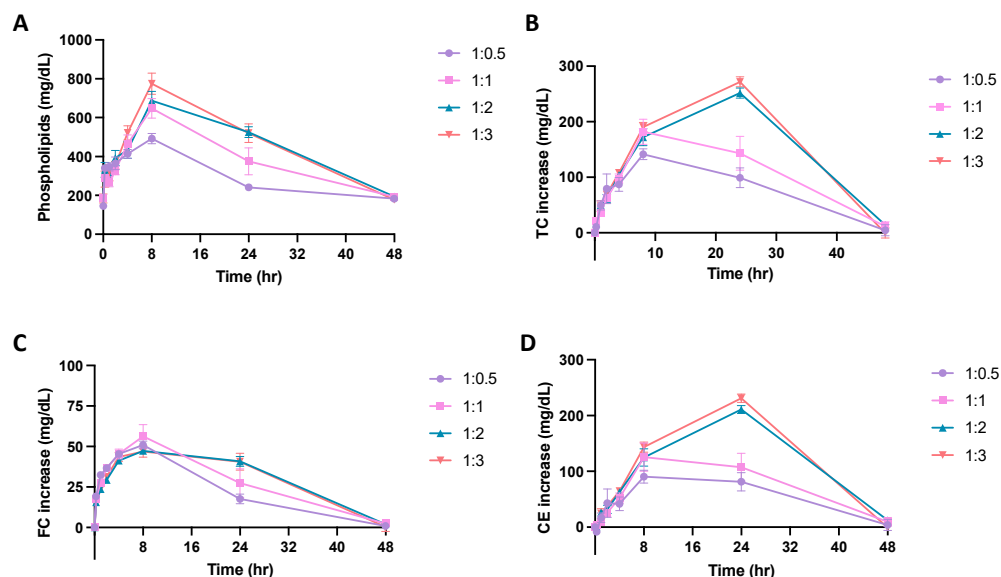 A
Phospholipids (mg/dL)
1000
800
600
400
200
0
0 8 16 24 32 40 48
Time (hr)
1:0.5
1:1
1:2
1:3
B
TC increase (mg/dL)
300
200
100
0
10 20 30 40
Time (hr)
1:0.5
1:1
1:2
1:3
C
FC increase (mg/dL)
100
75
50
25
0
8 16 24 32 40 48
Time (hr)
1:0.5
1:1
1:2
1:3
D
CE increase (mg/dL)
300
200
100
0
8 16 24 32 40 48
Time (hr)
1:0.5
1:1
1:2
1:3